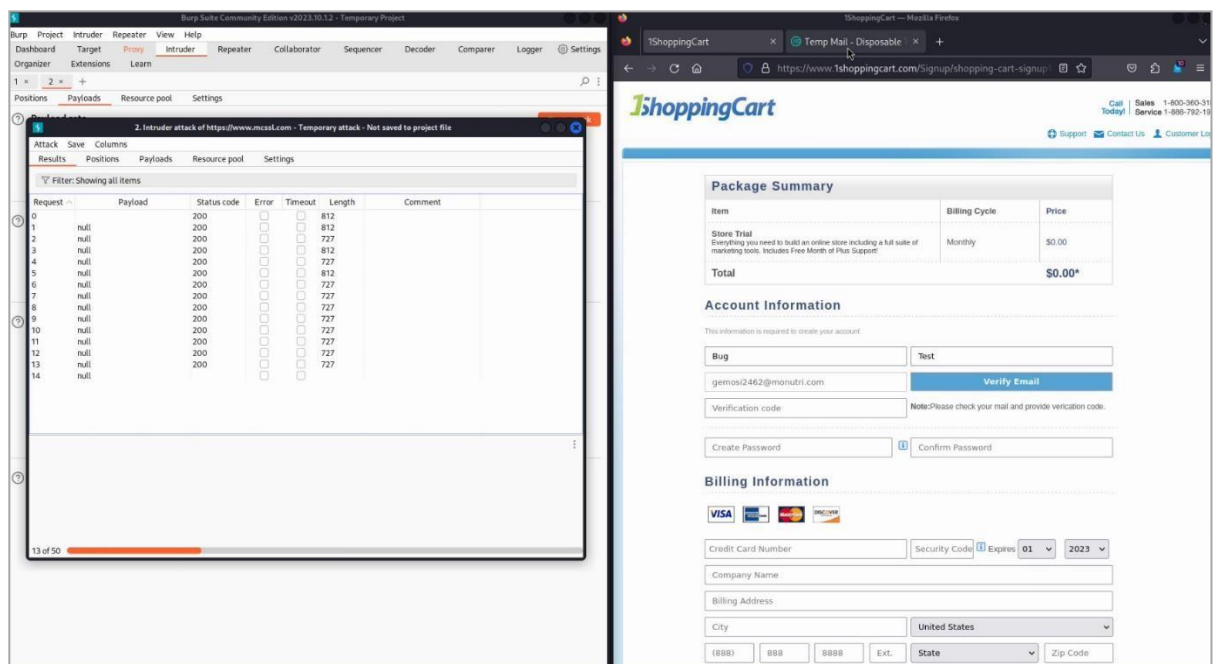 Burp Suite Community Edition v2023.10.1.2 - Temporary Project
Burp Project Intruder Repeater View Help
Dashboard Target Proxy Intruder Repeater Collaborator Sequencer Decoder Comparer Logger Settings
Organizer Extensions Learn
1 × 2 × +
Positions Payloads Resource pool Settings
2. Intruder attack of https://www.mcssl.com - Temporary attack - Not saved to project file
Attack Save Columns
Results Positions Payloads Resource pool Settings
Filter: Showing all items
Request Payload Status code Error Timeout Length Comment
0 200 812
1 null 200 812
2 null 200 727
3 null 200 812
4 null 200 727
5 null 200 812
6 null 200 727
7 null 200 727
8 null 200 727
9 null 200 727
10 null 200 727
11 null 200 727
12 null 200 727
13 null 200 727
14 null
13 of 50
1ShoppingCart — Mozilla Firefox
1ShoppingCart × Temp Mail - Disposable × +
https://www.1shoppingcart.com/Signup/shopping-cart-signup
1ShoppingCart
Call Today! Sales 1-800-360-31
Service 1-888-792-19
Support Contact Us Customer Lo
Package Summary
Item Billing Cycle Price
Store Trial
Everything you need to build an online store including a full suite of
marketing tools. Includes Free Month of Plus Support!
Monthly $0.00
Total $0.00*
Account Information
This information is required to create your account
Bug Test
gemosi2462@monutri.com Verify Email
Verification code Note:Please check your mail and provide verication code.
Create Password Confirm Password
Billing Information
VISA MasterCard DISCOVER
Credit Card Number Security Code Expires 01 2023
Company Name
Billing Address
City United States
(888) 888 8888 Ext. State Zip Code